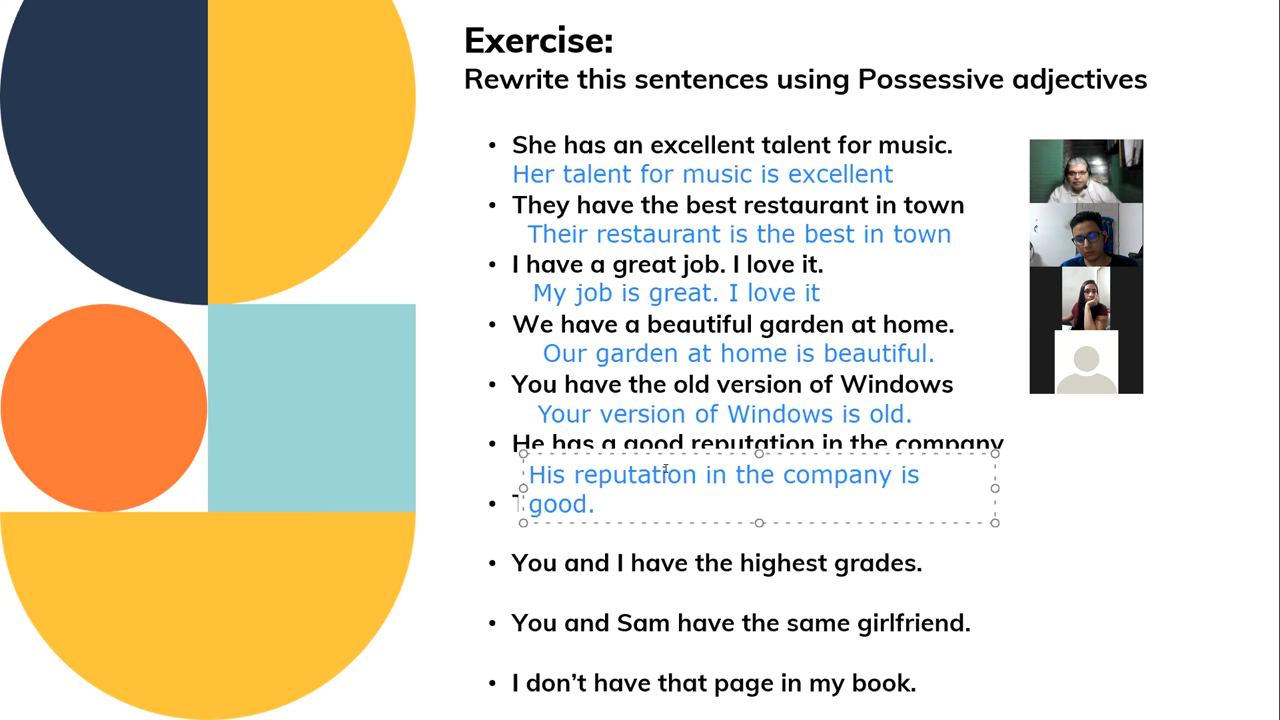 Exercise:
Rewrite this sentences using Possessive adjectives
• She has an excellent talent for music.
Her talent for music is excellent
• They have the best restaurant in town
Their restaurant is the best in town
• I have a great job. I love it.
My job is great. I love it
• We have a beautiful garden at home.
Our garden at home is beautiful.
• You have the old version of Windows
Your version of Windows is old.
• He has a good reputation in the company
His reputation in the company is
• good.
• You and I have the highest grades.
• You and Sam have the same girlfriend.
• I don’t have that page in my book.